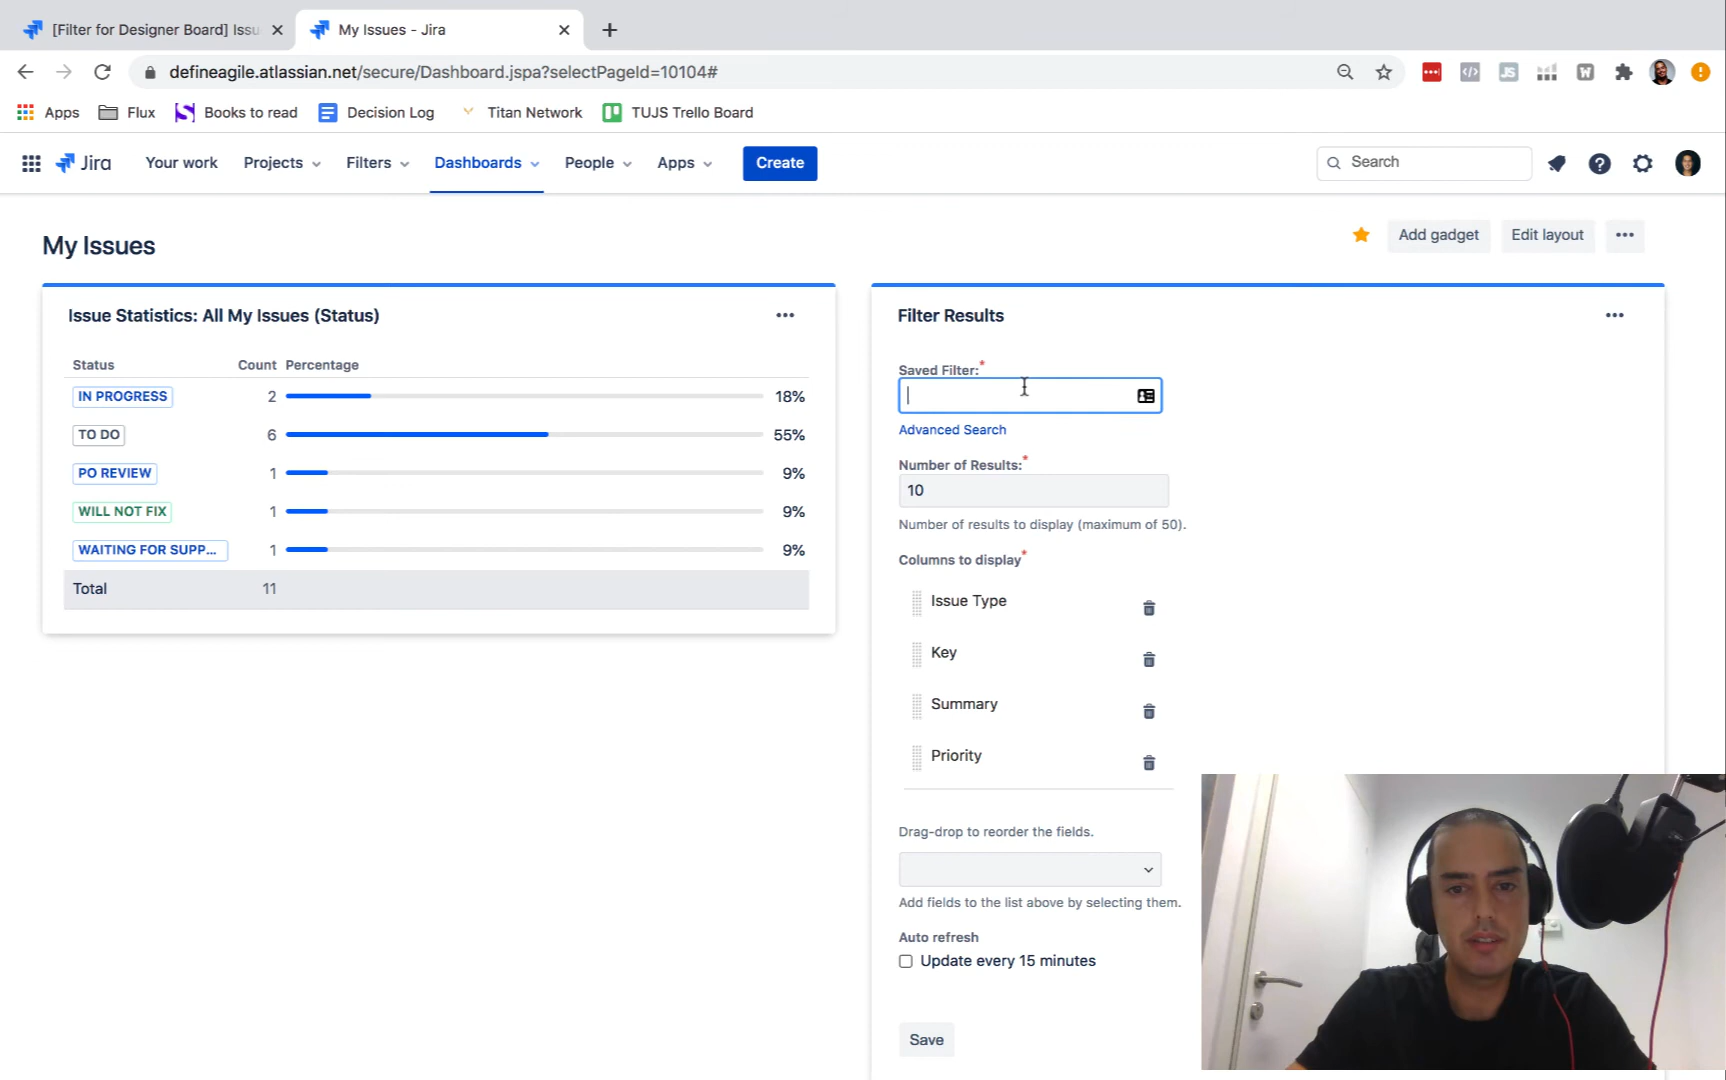 [Filter for Designer Board] Issu
My Issues - Jira
defineagile.atlassian.net/secure/Dashboard.jspa?selectPageId=10104#
JS
W
Apps
Flux
Books to read
Decision Log
Titan Network
TUJS Trello Board
Jira
Your work
Projects
Filters
Dashboards
People
Apps
Create
Search
My Issues
Add gadget
Edit layout
Issue Statistics: All My Issues (Status)
Status Count Percentage
IN PROGRESS 2 18%
TO DO 6 55%
PO REVIEW 1 9%
WILL NOT FIX 1 9%
WAITING FOR SUPP... 1 9%
Total 11
Filter Results
Saved Filter:*
Advanced Search
Number of Results:*
10
Number of results to display (maximum of 50).
Columns to display*
Issue Type
Key
Summary
Priority
Drag-drop to reorder the fields.
Add fields to the list above by selecting them.
Auto refresh
Update every 15 minutes
Save